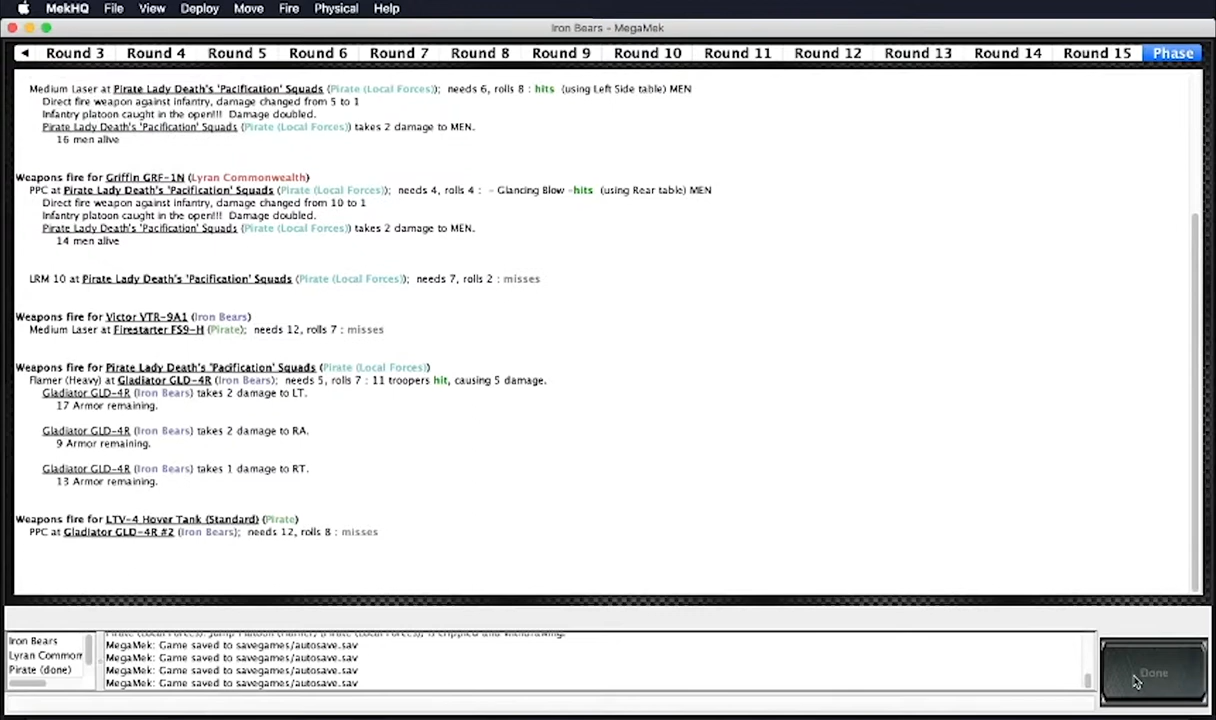 MekHQ File View Deploy Move Fire Physical Help
Iron Bears - MegaMek
◄ Round 3 Round 4 Round 5 Round 6 Round 7 Round 8 Round 9 Round 10 Round 11 Round 12 Round 13 Round 14 Round 15 Phase
Medium Laser at Pirate Lady Death's 'Pacification' Squads (Pirate (Local Forces)); needs 6, rolls 8 : hits (using Left Side table) MEN
Direct fire weapon against infantry, damage changed from 5 to 1
Infantry platoon caught in the open!!! Damage doubled.
Pirate Lady Death's 'Pacification' Squads (Pirate (Local Forces)) takes 2 damage to MEN.
16 men alive
Weapons fire for Griffin GRF-1N (Lyran Commonwealth)
PPC at Pirate Lady Death's 'Pacification' Squads (Pirate (Local Forces)); needs 4, rolls 4 : - Glancing Blow -hits (using Rear table) MEN
Direct fire weapon against infantry, damage changed from 10 to 1
Infantry platoon caught in the open!!! Damage doubled.
Pirate Lady Death's 'Pacification' Squads (Pirate (Local Forces)) takes 2 damage to MEN.
14 men alive
LRM 10 at Pirate Lady Death's 'Pacification' Squads (Pirate (Local Forces)); needs 7, rolls 2 : misses
Weapons fire for Victor VTR-9A1 (Iron Bears)
Medium Laser at Firestarter FS9-H (Pirate); needs 12, rolls 7 : misses
Weapons fire for Pirate Lady Death's 'Pacification' Squads (Pirate (Local Forces))
Flamer (Heavy) at Gladiator GLD-4R (Iron Bears); needs 5, rolls 7 : 11 troopers hit, causing 5 damage.
Gladiator GLD-4R (Iron Bears) takes 2 damage to LT.
17 Armor remaining.
Gladiator GLD-4R (Iron Bears) takes 2 damage to RA.
9 Armor remaining.
Gladiator GLD-4R (Iron Bears) takes 1 damage to RT.
13 Armor remaining.
Weapons fire for LTV-4 Hover Tank (Standard) (Pirate)
PPC at Gladiator GLD-4R #2 (Iron Bears); needs 12, rolls 8 : misses
Iron Bears
Lyran Common
Pirate (done)
Pirate (Local Forces): Jump Platoon (Flamer) (Pirate (Local Forces)) is crippled and withdrawing.
MegaMek: Game saved to savegames/autosave.sav
MegaMek: Game saved to savegames/autosave.sav
MegaMek: Game saved to savegames/autosave.sav
MegaMek: Game saved to savegames/autosave.sav
Done